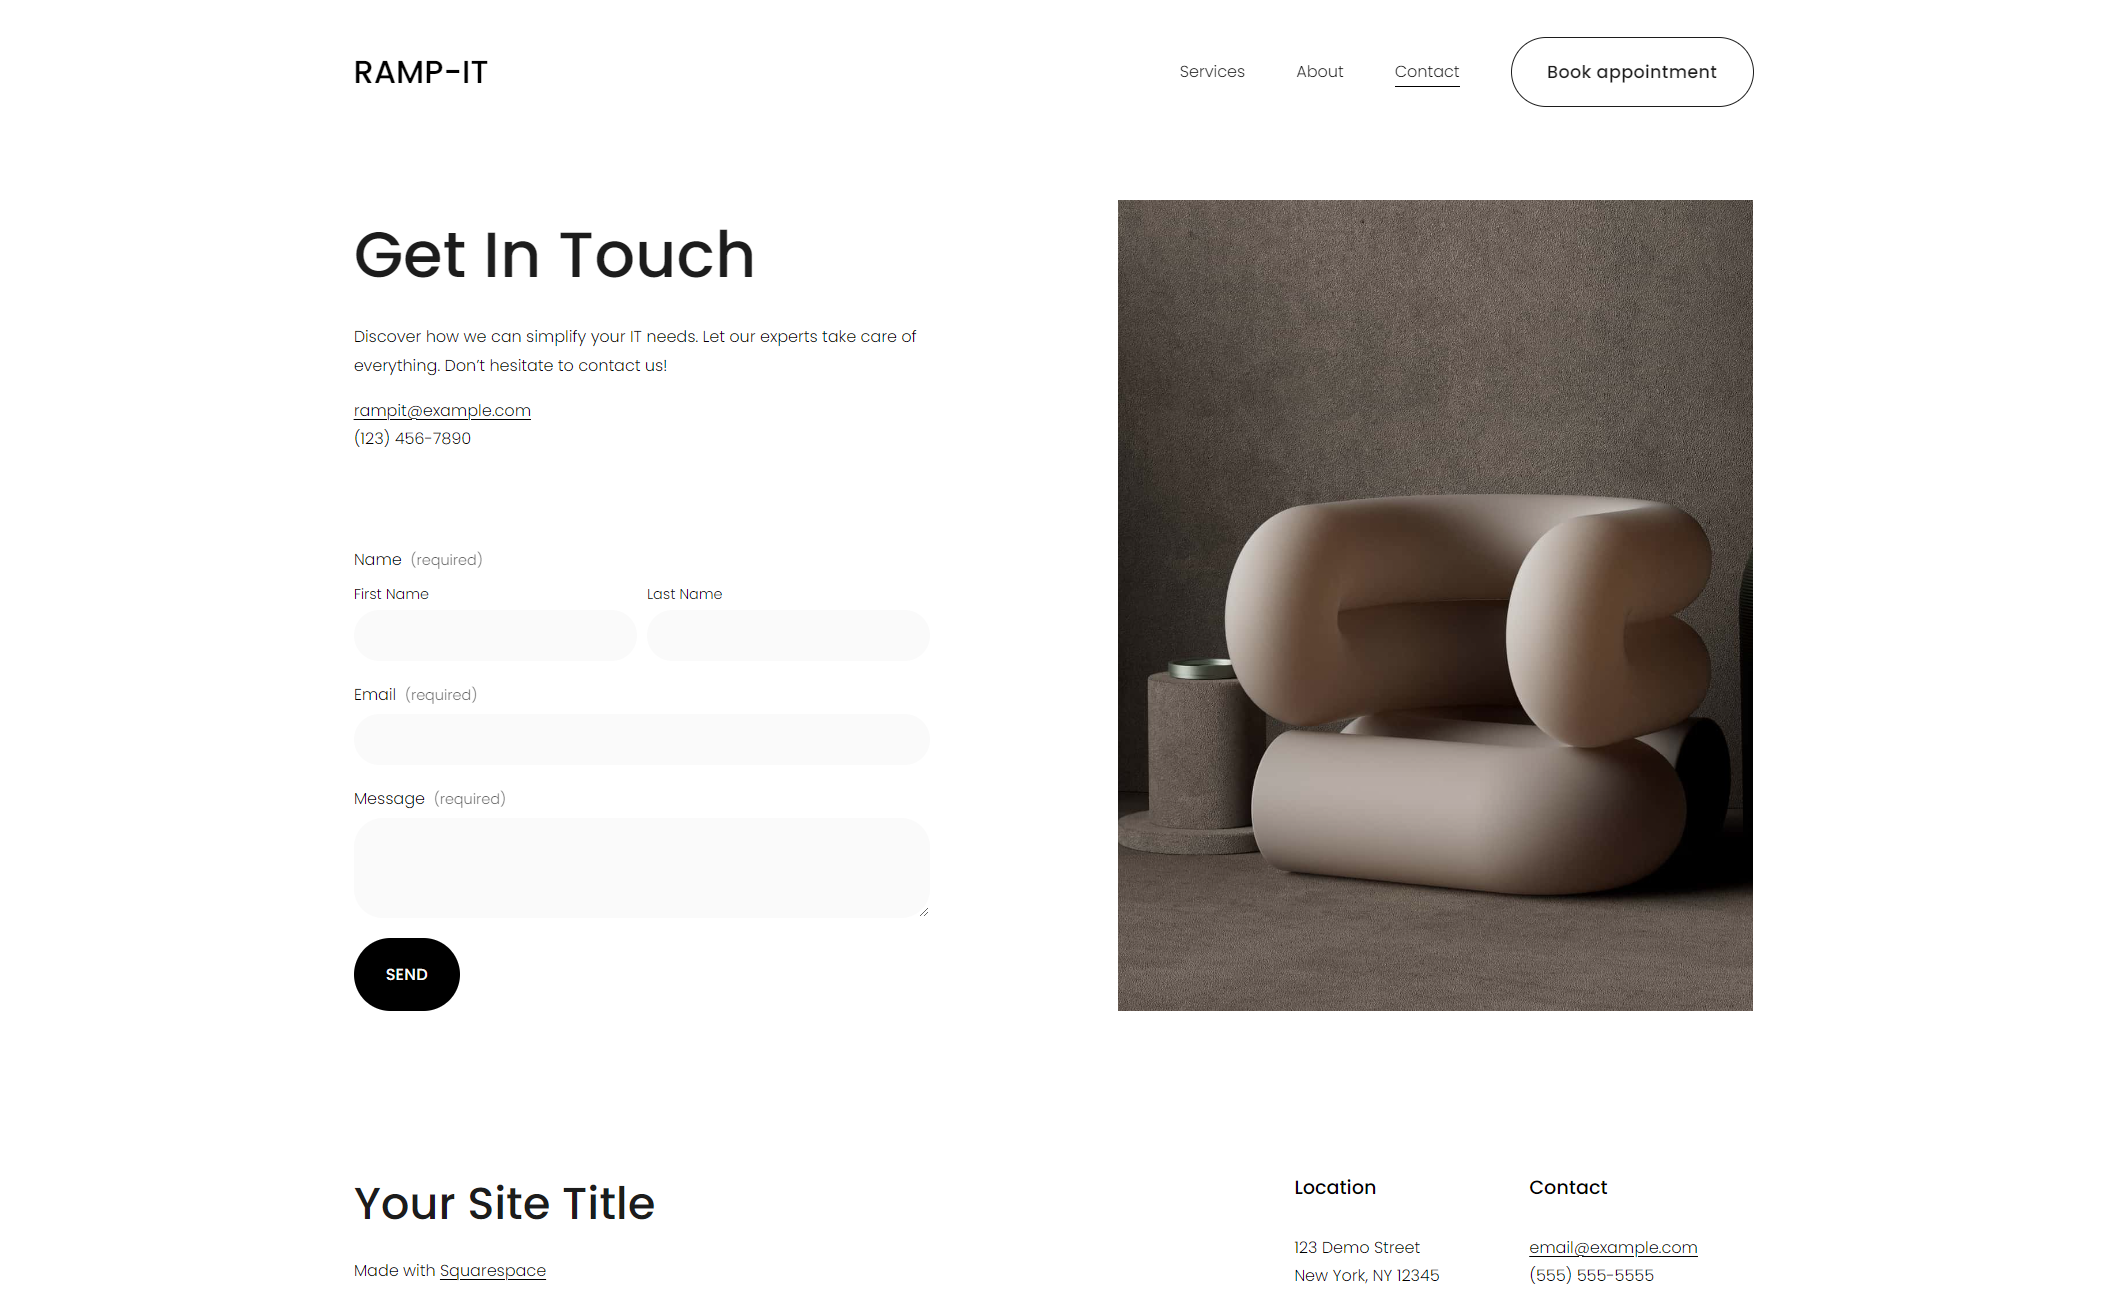 RAMP-IT
Services
About
Contact
Book appointment
Get In Touch
Discover how we can simplify your IT needs. Let our experts take care of
everything. Don’t hesitate to contact us!
rampit@example.com
(123) 456-7890
Name (required)
First Name
Last Name
Email (required)
Message (required)
SEND
Your Site Title
Made with Squarespace
Location
123 Demo Street
New York, NY 12345
Contact
email@example.com
(555) 555-5555